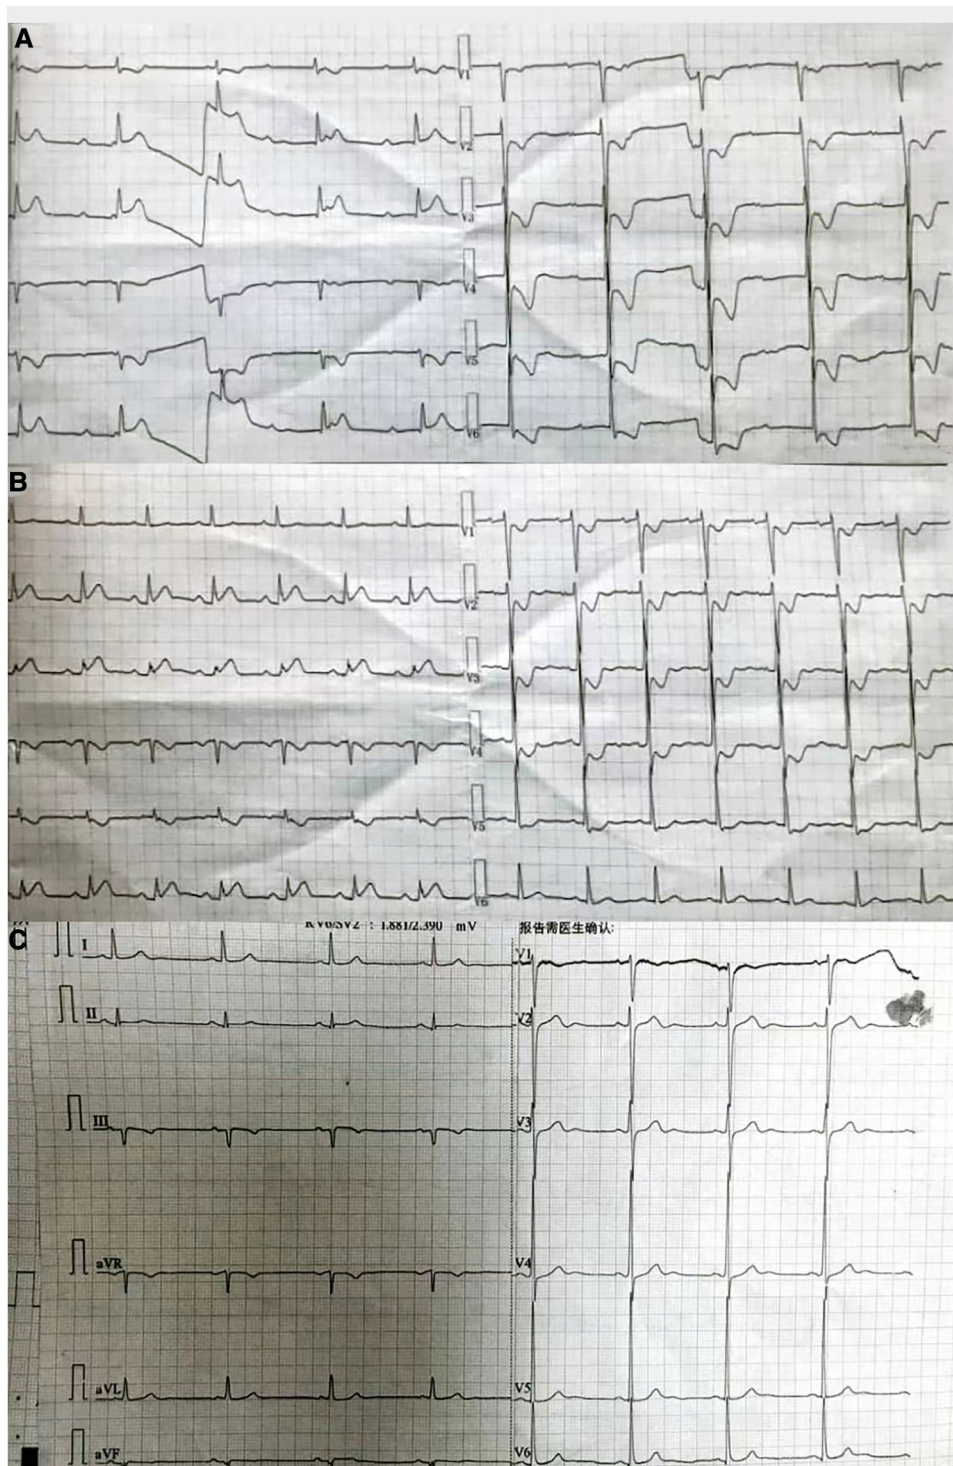 A
V1
V2
V3
V4
V5
V6
B
V1
V2
V3
V4
V5
V6
C
RV6/SV2 : 1.881/2.390 mV
报告需医生确认:
I
V1
II
V2
III
V3
aVR
V4
aVL
V5
aVF
V6